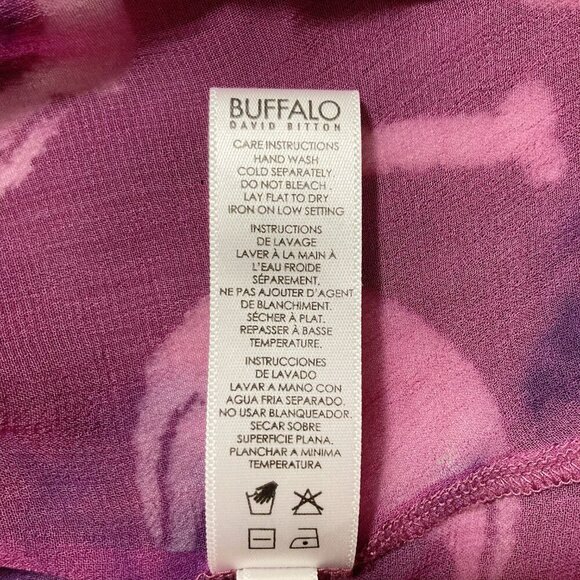 BUFFALO
DAVID BITTON
CARE INSTRUCTIONS
HAND WASH
COLD SEPARATELY.
DO NOT BLEACH.
LAY FLAT TO DRY
IRON ON LOW SETTING
INSTRUCTIONS
DE LAVAGE
LAVER À LA MAIN À
L'EAU FROIDE
SÉPAREMENT.
NE PAS AJOUTER D'AGENT
DE BLANCHIMENT.
SÉCHER À PLAT.
REPASSER À BASSE
TEMPERATURE.
INSTRUCCIONES
DE LAVADO
LAVAR A MANO CON
AGUA FRIA SEPARADO.
NO USAR BLANQUEADOR.
SECAR SOBRE
SUPERFICIE PLANA.
PLANCHAR A MINIMA
TEMPERATURA